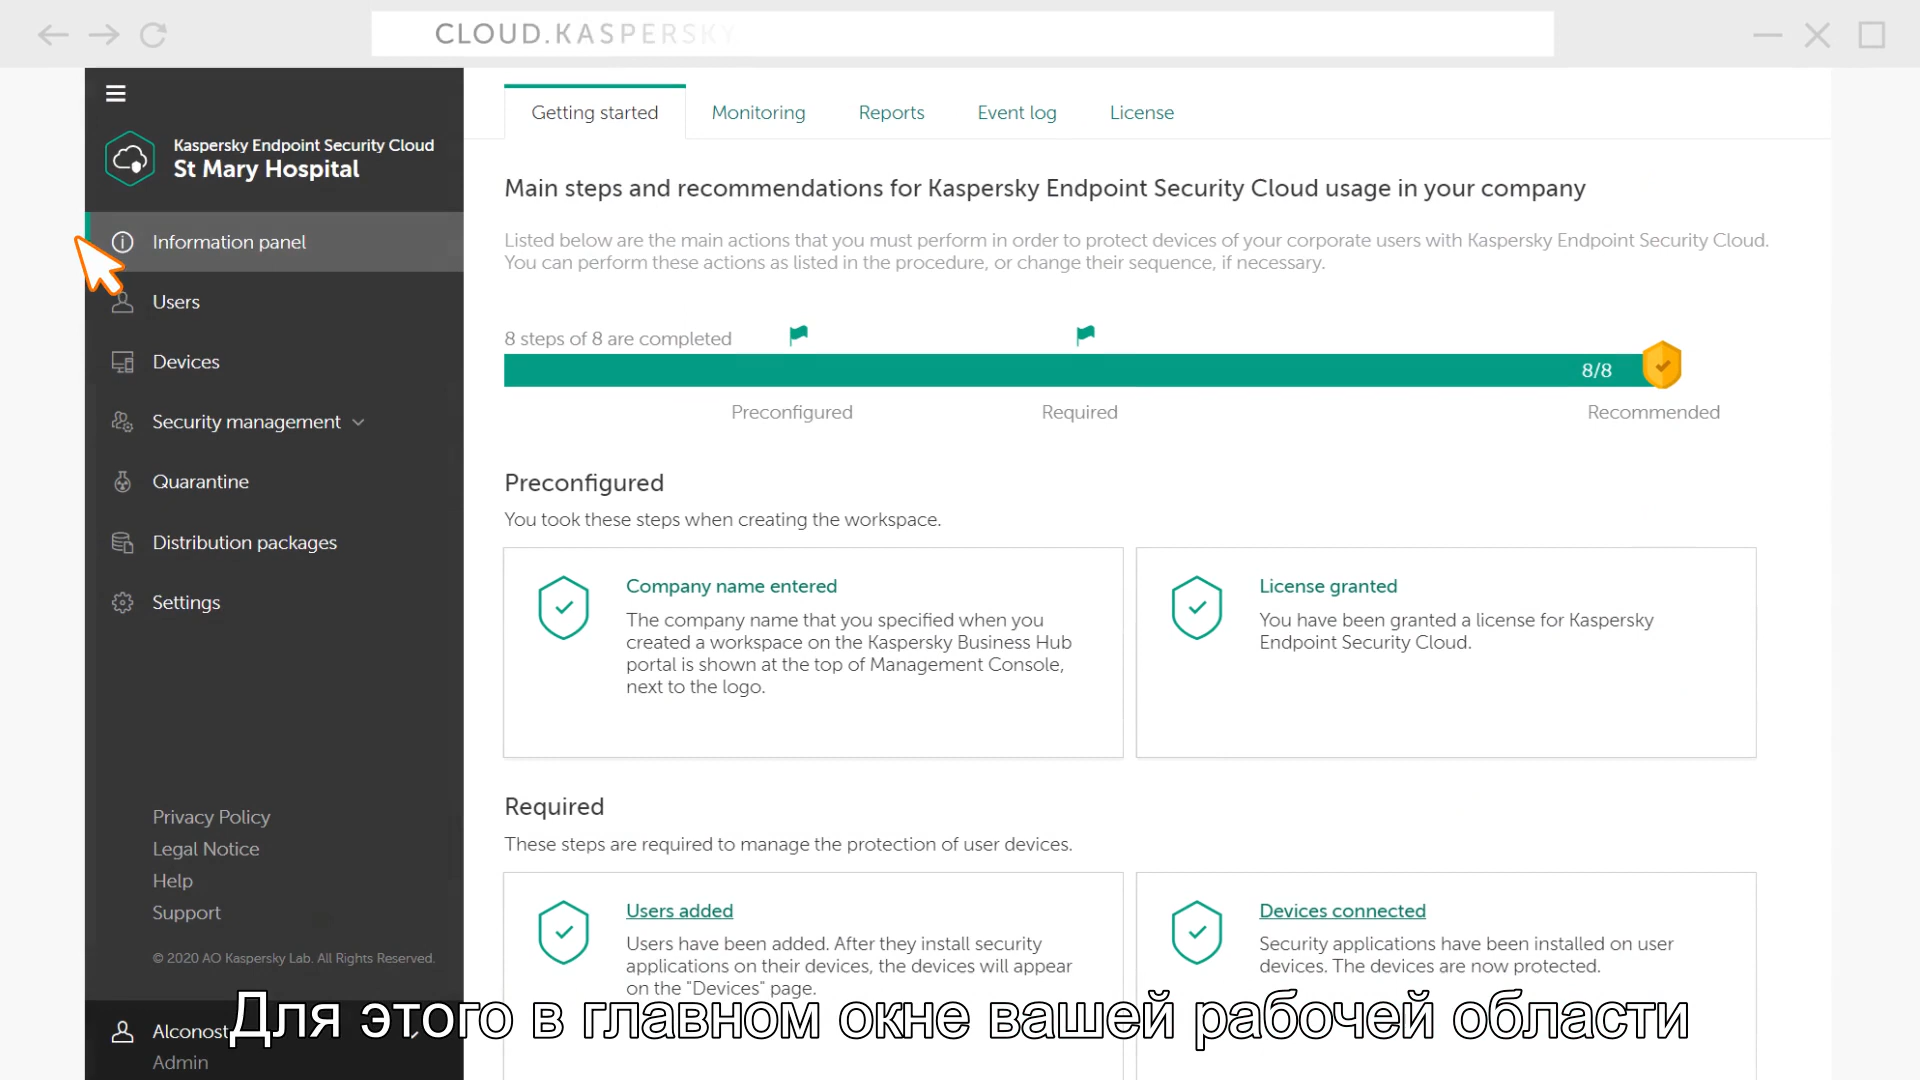 CLOUD.KASPERSKY
Kaspersky Endpoint Security Cloud
St Mary Hospital
Information panel
Users
Devices
Security management
Quarantine
Distribution packages
Settings
Privacy Policy
Legal Notice
Help
Support
© 2020 AO Kaspersky Lab. All Rights Reserved.
Alconost
Admin
Getting started
Monitoring
Reports
Event log
License
Main steps and recommendations for Kaspersky Endpoint Security Cloud usage in your company
Listed below are the main actions that you must perform in order to protect devices of your corporate users with Kaspersky Endpoint Security Cloud.
You can perform these actions as listed in the procedure, or change their sequence, if necessary.
8 steps of 8 are completed
8/8
Preconfigured
Required
Recommended
Preconfigured
You took these steps when creating the workspace.
Company name entered
The company name that you specified when you
created a workspace on the Kaspersky Business Hub
portal is shown at the top of Management Console,
next to the logo.
License granted
You have been granted a license for Kaspersky
Endpoint Security Cloud.
Required
These steps are required to manage the protection of user devices.
Users added
Users have been added. After they install security
applications on their devices, the devices will appear
on the "Devices" page.
Devices connected
Security applications have been installed on user
devices. The devices are now protected.
Для этого в главном окне вашей рабочей области